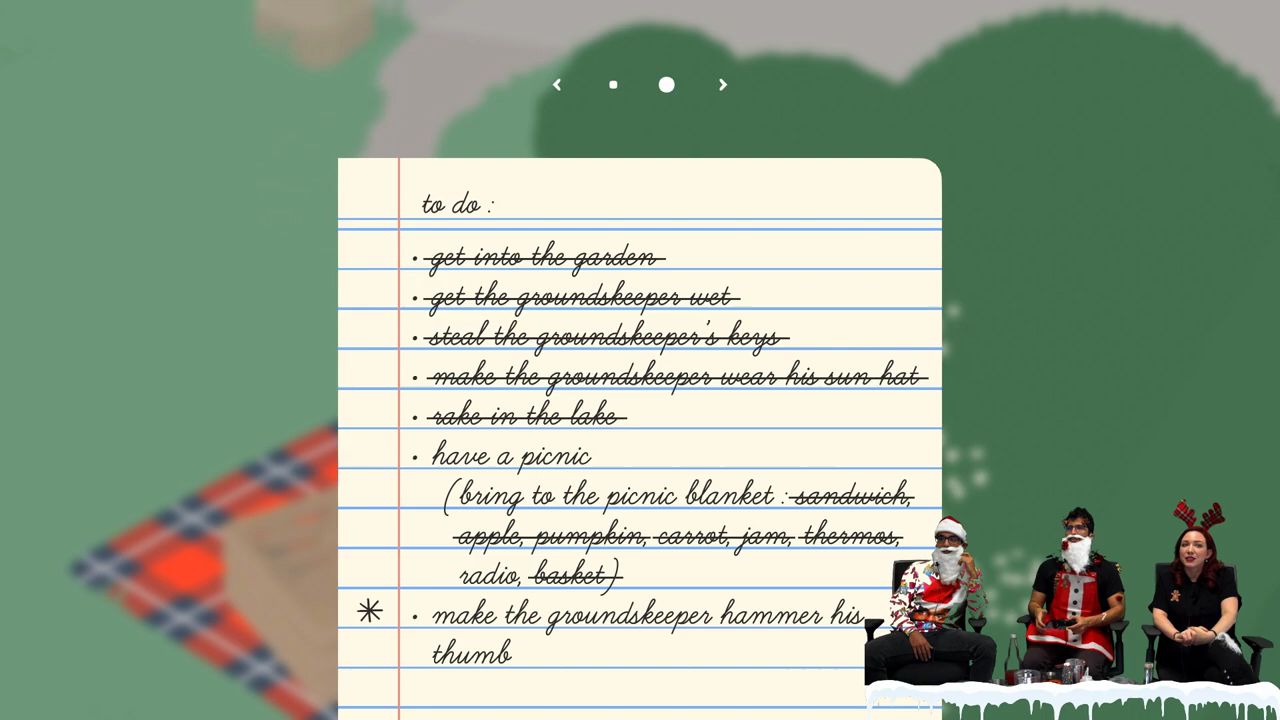 to do :
• get into the garden
• get the groundskeeper wet
• steal the groundskeeper's keys
• make the groundskeeper wear his sun hat
• rake in the lake
• have a picnic
(bring to the picnic blanket : sandwich,
apple, pumpkin, carrot, jam, thermos,
radio, basket)
• make the groundskeeper hammer his
thumb